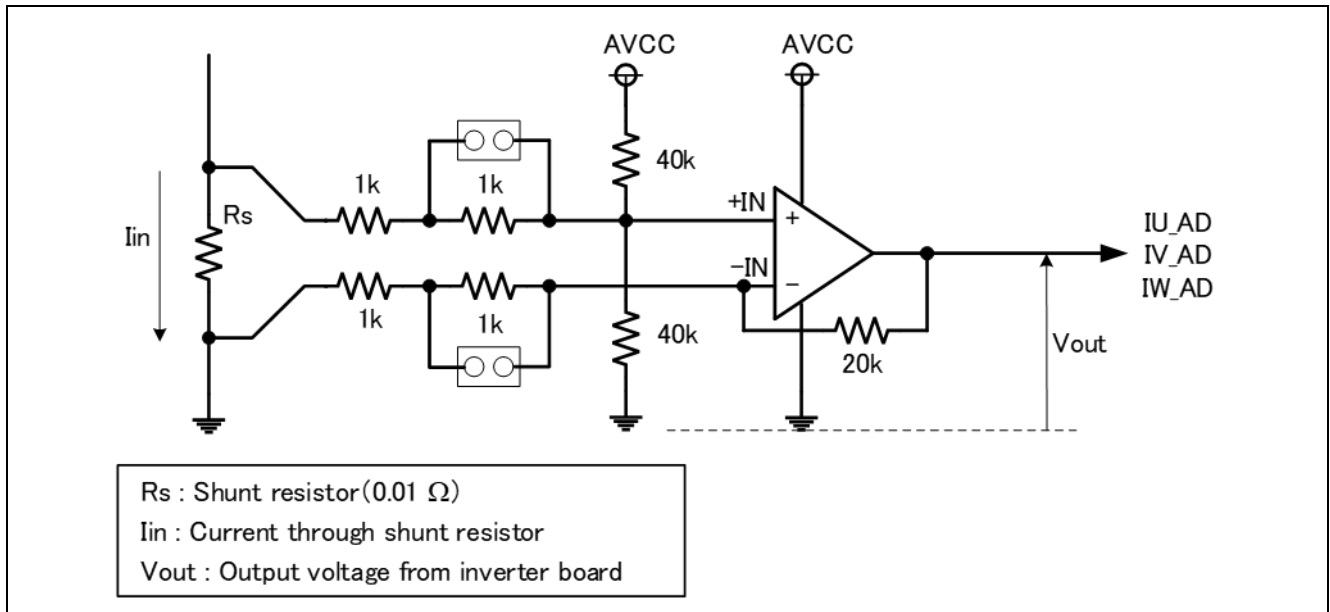 AVCC
AVCC
40k
1k
1k
+IN
+
Rs
IU_AD
Iin
IV_AD
-IN
-
IW_AD
1k
1k
40k
20k
Vout
Rs : Shunt resistor(0.01 Ω)
Iin : Current through shunt resistor
Vout : Output voltage from inverter board